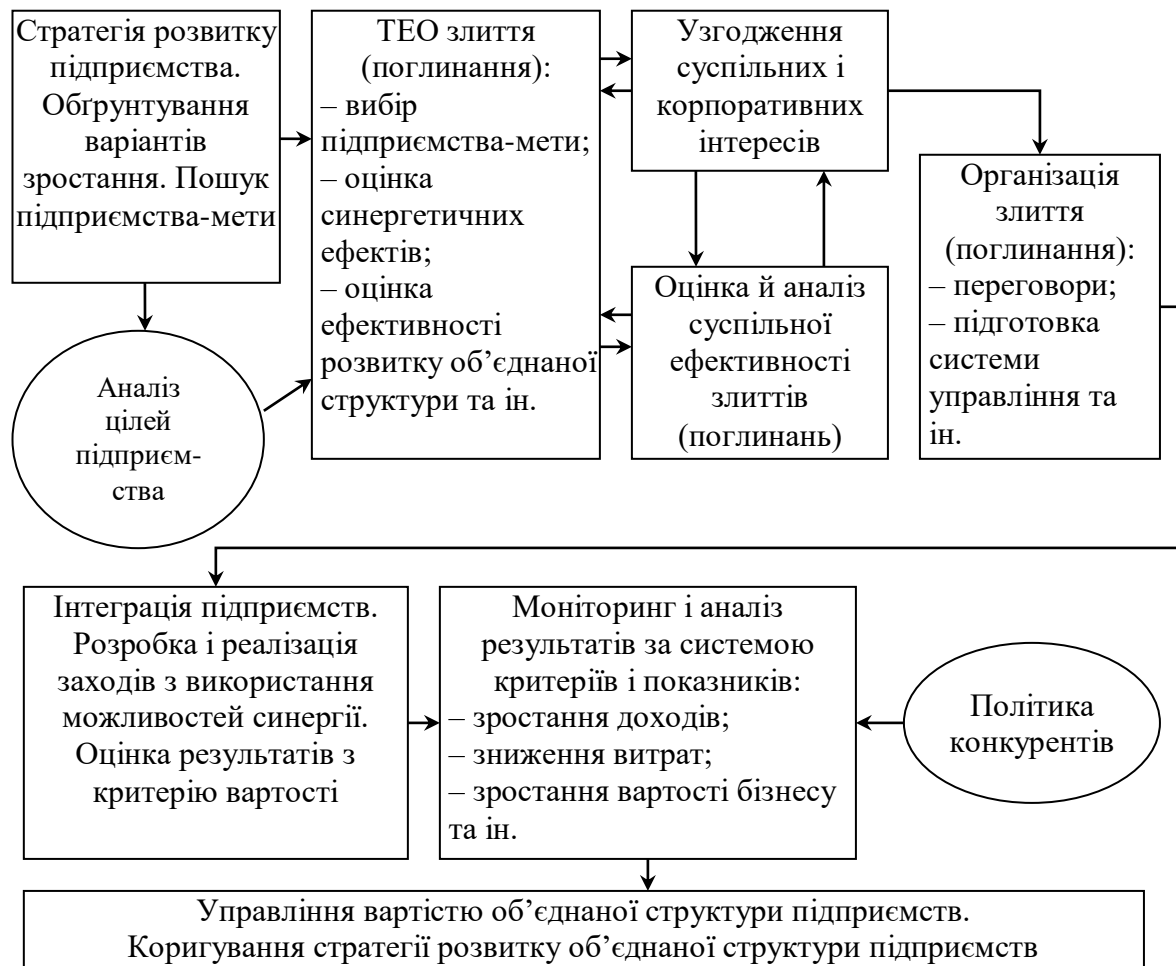 Стратегія розвитку
підприємства.
Обґрунтування
варіантів
зростання. Пошук
підприємства-мети
ТЕО злиття
(поглинання):
– вибір
підприємства-мети;
– оцінка
синергетичних
ефектів;
– оцінка
ефективності
розвитку об’єднаної
структури та ін.
Узгодження
суспільних і
корпоративних
інтересів
Організація
злиття
(поглинання):
– переговори;
– підготовка
системи
управління та
ін.
Оцінка й аналіз
суспільної
ефективності
злиттів
(поглинань)
Аналіз
цілей
підприєм-
ства
Інтеграція підприємств.
Розробка і реалізація
заходів з використання
можливостей синергії.
Оцінка результатів з
критерію вартості
Моніторинг і аналіз
результатів за системою
критеріїв і показників:
– зростання доходів;
– зниження витрат;
– зростання вартості бізнесу
та ін.
Політика
конкурентів
Управління вартістю об’єднаної структури підприємств.
Коригування стратегії розвитку об’єднаної структури підприємств